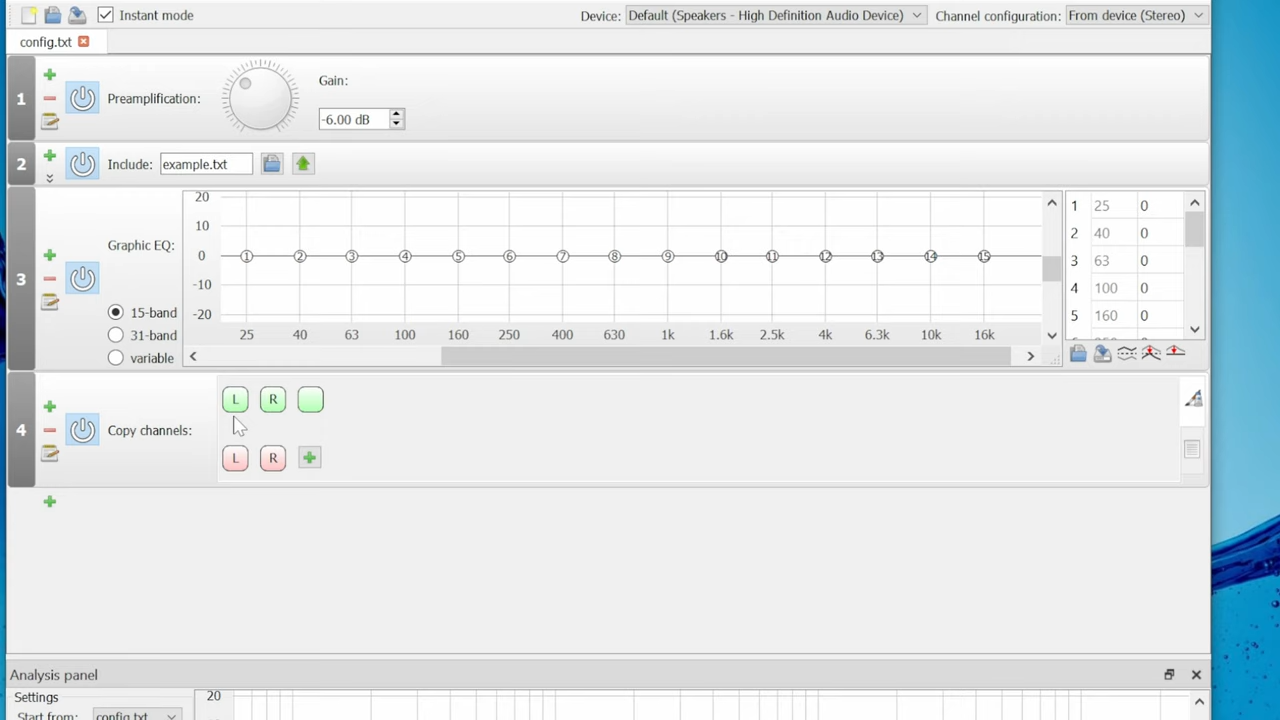 Instant mode Device: Default (Speakers - High Definition Audio Device) Channel configuration: From device (Stereo)
config.txt
1 Preamplification: Gain:
-6.00 dB
2 Include: example.txt
3 Graphic EQ:
15-band
31-band
variable
20
10
0
-10
-20
1 2 3 4 5 6 7 8 9 10 11 12 13 14 15
25 40 63 100 160 250 400 630 1k 1.6k 2.5k 4k 6.3k 10k 16k
1 25 0
2 40 0
3 63 0
4 100 0
5 160 0
4 Copy channels:
L R
L R
Analysis panel
Settings
Start from: config.txt
20